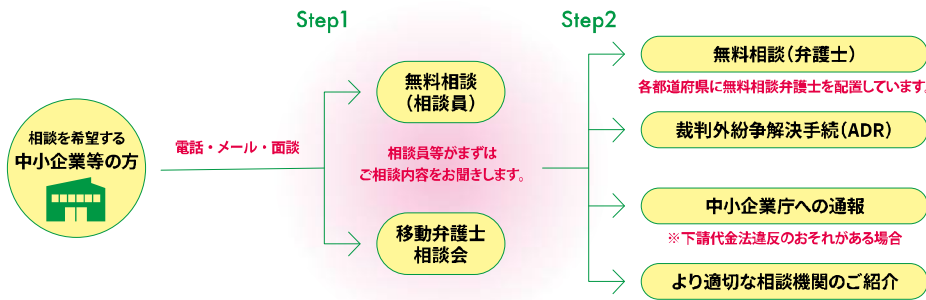 Step1
Step2
相談を希望する
中小企業等の方
電話・メール・面談
無料相談
（相談員）
相談員等がまずは
ご相談内容をお聞きします。
移動弁護士
相談会
無料相談（弁護士）
各都道府県に無料相談弁護士を配置しています。
裁判外紛争解決手続（ADR）
中小企業庁への通報
※下請代金法違反のおそれがある場合
より適切な相談機関のご紹介